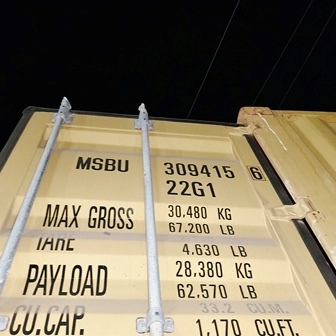 MSBU 309415 6
22G1
MAX GROSS 30,480 KG
67.200 LB
TARE 4,630 LB
PAYLOAD 28,380 KG
62,570 LB
33.2 CU.M.
CU.CAP. 1,170 CU.FT.